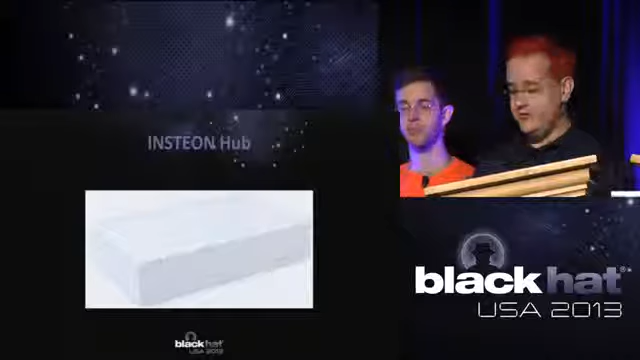 INSTEON Hub
black hat®
USA 2013
black hat
USA 2013